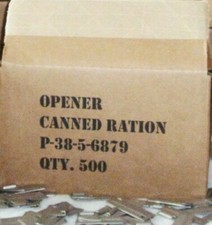 OPENER
CANNED RATION
P-38-5-6879
QTY. 500